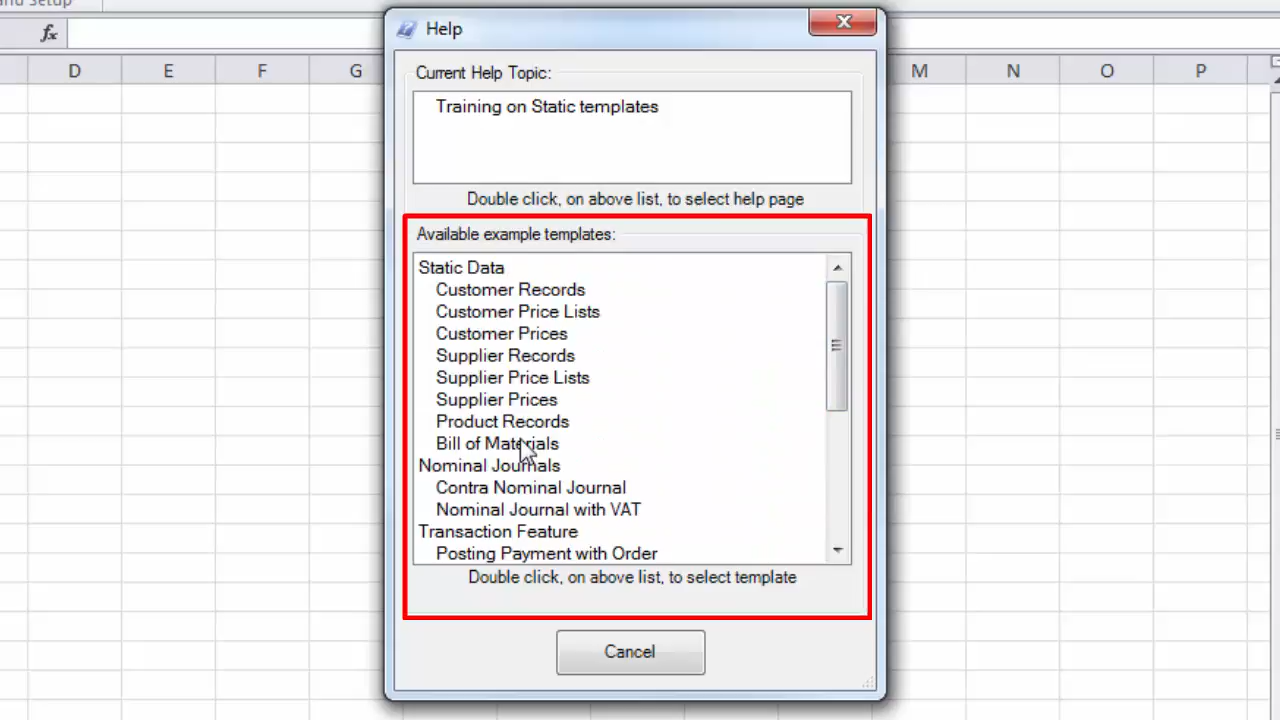 and Setup
Help
fx
D E F G M N O P
Current Help Topic:
Training on Static templates
Double click, on above list, to select help page
Available example templates:
Static Data
Customer Records
Customer Price Lists
Customer Prices
Supplier Records
Supplier Price Lists
Supplier Prices
Product Records
Bill of Materials
Nominal Journals
Contra Nominal Journal
Nominal Journal with VAT
Transaction Feature
Posting Payment with Order
Double click, on above list, to select template
Cancel